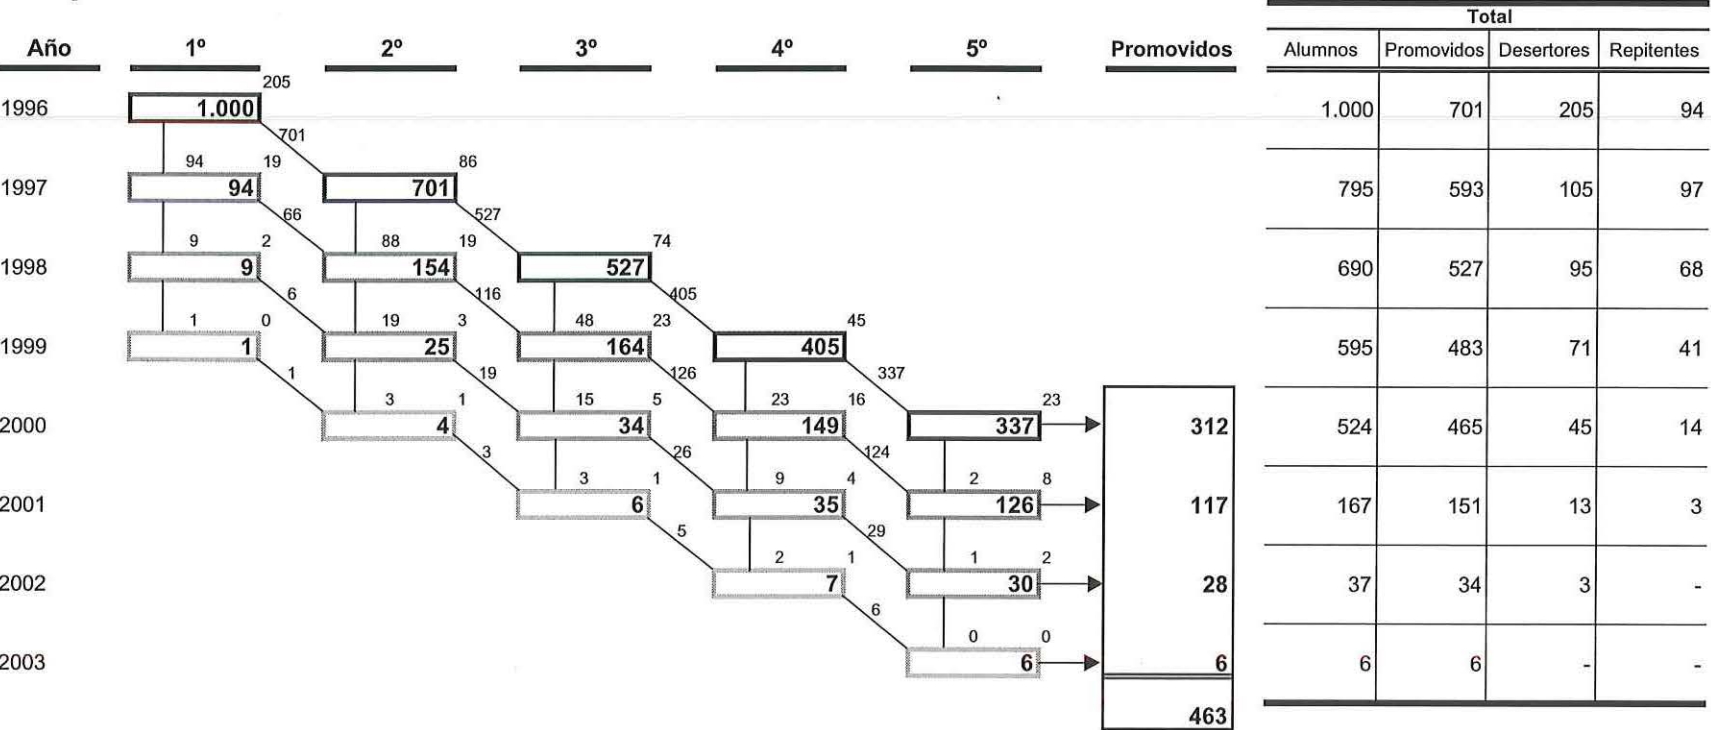 Total
Año 1º 2º 3º 4º 5º Promovidos Alumnos Promovidos Desertores Repitentes
205
1996 1.000 1.000 701 205 94
701
94 19 86
1997 94 701 795 593 105 97
66 527
9 2 88 19 74
1998 9 154 527 690 527 95 68
6 116 405
1 0 19 3 48 23 45
1999 1 25 164 405 595 483 71 41
1 19 126 337
3 1 15 5 23 16 23
2000 4 34 149 337 312 524 465 45 14
3 26 124
3 1 9 4 2 8
2001 6 35 126 117 167 151 13 3
5 29
2 1 1 2
2002 7 30 28 37 34 3 -
6
0 0
2003 6 6 6 6 - -
463